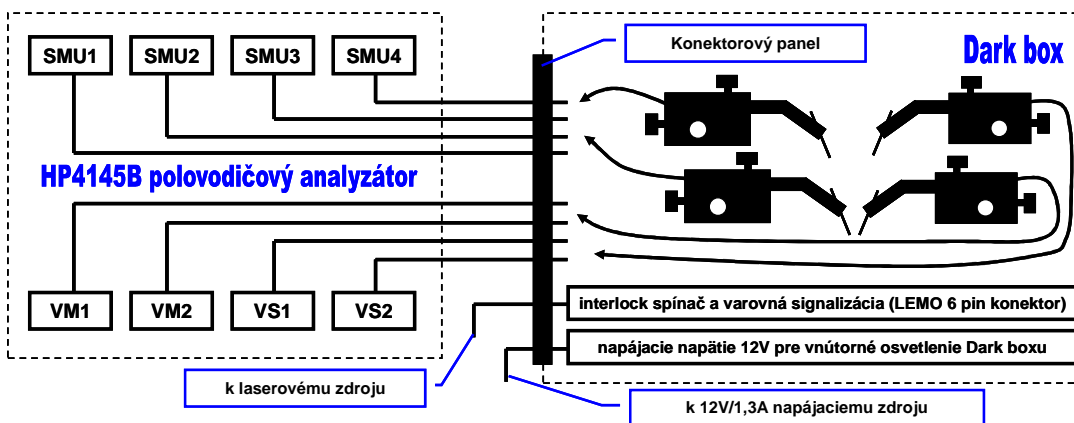 SMU1 SMU2 SMU3 SMU4
Konektorový panel
Dark box
HP4145B polovodičový analyzátor
VM1 VM2 VS1 VS2
interlock spínač a varovná signalizácia (LEMO 6 pin konektor)
napájacie napätie 12V pre vnútorné osvetlenie Dark boxu
k laserovému zdroju
k 12V/1,3A napájaciemu zdroju